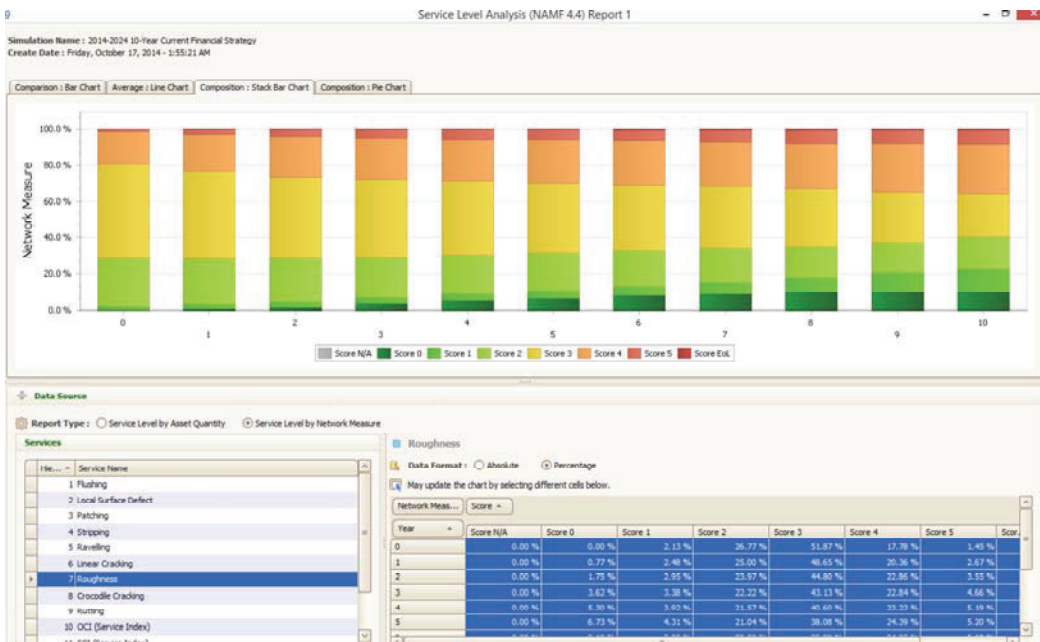 Service Level Analysis (NAMF 4.4) Report 1
Simulation Name : 2014-2024 10-Year Current Financial Strategy
Create Date : Friday, October 17, 2014 - 1:55:21 AM
Comparison : Bar Chart Average : Line Chart Composition : Stack Bar Chart Composition : Pie Chart
Network Measure
100.0 %
80.0 %
60.0 %
40.0 %
20.0 %
0.0 %
0 1 2 3 4 5 6 7 8 9 10
Score N/A Score 0 Score 1 Score 2 Score 3 Score 4 Score 5 Score EoL
Data Source
Report Type : Service Level by Asset Quantity Service Level by Network Measure
Services
Hie... Service Name
1 Flushing
2 Local Surface Defect
3 Patching
4 Stripping
5 Ravelling
6 Linear Cracking
7 Roughness
8 Crocodile Cracking
9 Rutting
10 OCI (Service Index)
Roughness
Data Format : Absolute Percentage
May update the chart by selecting different cells below.
Network Meas... Score
Year Score N/A Score 0 Score 1 Score 2 Score 3 Score 4 Score 5 Scor.
0 0.00 % 0.00 % 2.13 % 26.77 % 51.87 % 17.78 % 1.45 %
1 0.00 % 0.77 % 2.48 % 25.00 % 48.65 % 20.36 % 2.67 %
2 0.00 % 1.75 % 2.95 % 23.97 % 44.80 % 22.86 % 3.55 %
3 0.00 % 3.62 % 3.38 % 22.22 % 43.13 % 22.84 % 4.66 %
4 0.00 % 5.30 % 21.57 % 40.60 % 5.19 %
5 0.00 % 6.73 % 4.31 % 21.04 % 38.08 % 24.39 % 5.20 %